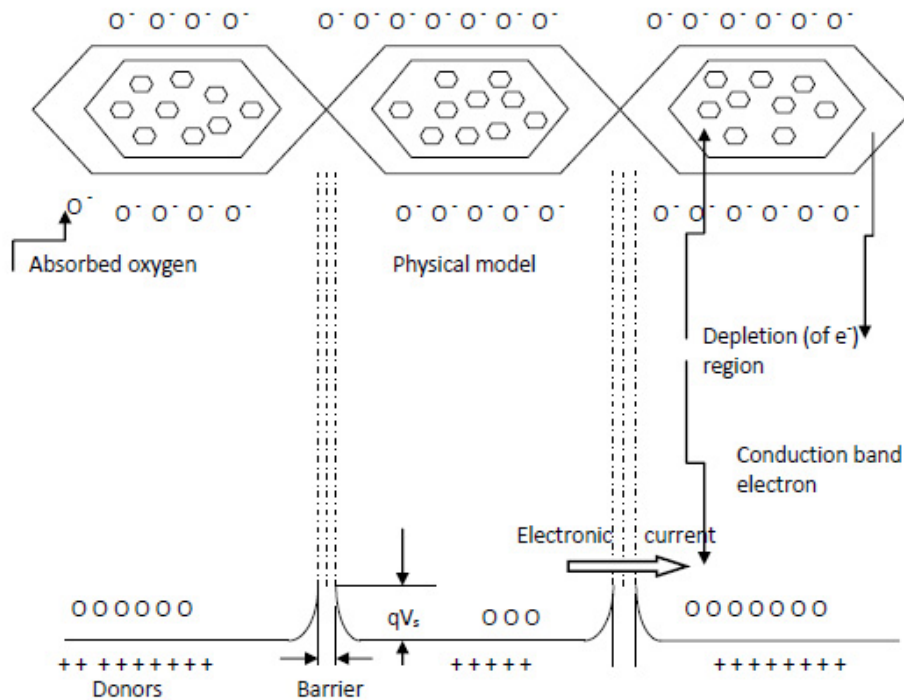 O⁻ O⁻ O⁻ O⁻ O⁻ O⁻ O⁻ O⁻ O⁻ O⁻ O⁻ O⁻ O⁻ O⁻ O⁻ O⁻
O⁻ O⁻ O⁻ O⁻ O⁻ O⁻ O⁻ O⁻ O⁻ O⁻ O⁻ O⁻ O⁻ O⁻ O⁻ O⁻
Absorbed oxygen
Physical model
Depletion (of e⁻)
region
Conduction band
electron
Electronic current
O O O O O O
qVₛ
O O O
O O O O O O O
+ + + + + + + + +
+ + + + +
+ + + + + + + +
Donors
Barrier